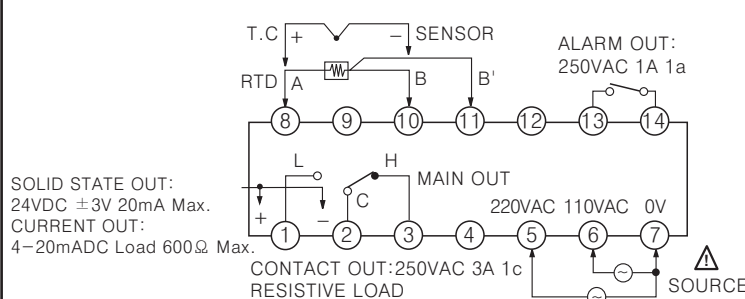 T.C + − SENSOR
RTD A B B'
ALARM OUT:
250VAC 1A 1a
8 9 10 11 12 13 14
L H
C
MAIN OUT
SOLID STATE OUT:
24VDC ±3V 20mA Max.
CURRENT OUT:
4-20mADC Load 600Ω Max.
+ −
220VAC 110VAC 0V
1 2 3 4 5 6 7
CONTACT OUT:250VAC 3A 1c
RESISTIVE LOAD
SOURCE